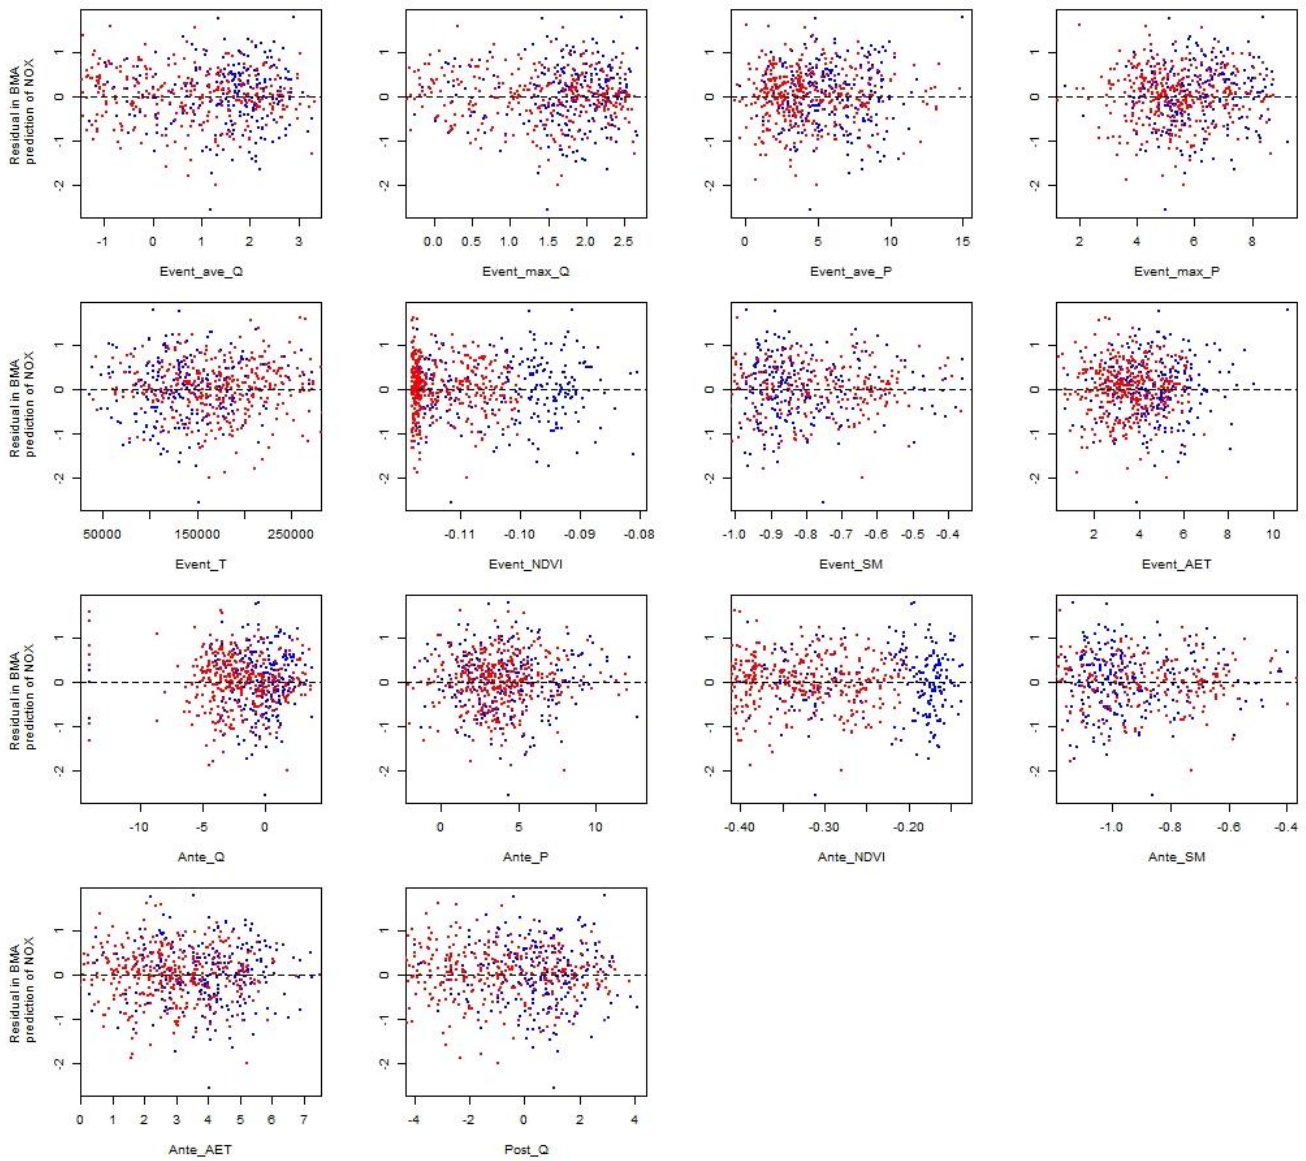 Residual in BMA
prediction of NOX
1
0
-1
-2
-1 0 1 2 3
Event_ave_Q
1
0
-1
-2
0.0 0.5 1.0 1.5 2.0 2.5
Event_max_Q
1
0
-1
-2
0 5 10 15
Event_ave_P
1
0
-1
-2
2 4 6 8
Event_max_P
Residual in BMA
prediction of NOX
1
0
-1
-2
50000 150000 250000
Event_T
1
0
-1
-2
-0.11 -0.10 -0.09 -0.08
Event_NDVI
1
0
-1
-2
-1.0 -0.9 -0.8 -0.7 -0.6 -0.5 -0.4
Event_SM
1
0
-1
-2
2 4 6 8 10
Event_AET
Residual in BMA
prediction of NOX
1
0
-1
-2
-10 -5 0
Ante_Q
1
0
-1
-2
0 5 10
Ante_P
1
0
-1
-2
-0.40 -0.30 -0.20
Ante_NDVI
1
0
-1
-2
-1.0 -0.8 -0.6 -0.4
Ante_SM
Residual in BMA
prediction of NOX
1
0
-1
-2
0 1 2 3 4 5 6 7
Ante_AET
1
0
-1
-2
-4 -2 0 2 4
Post_Q